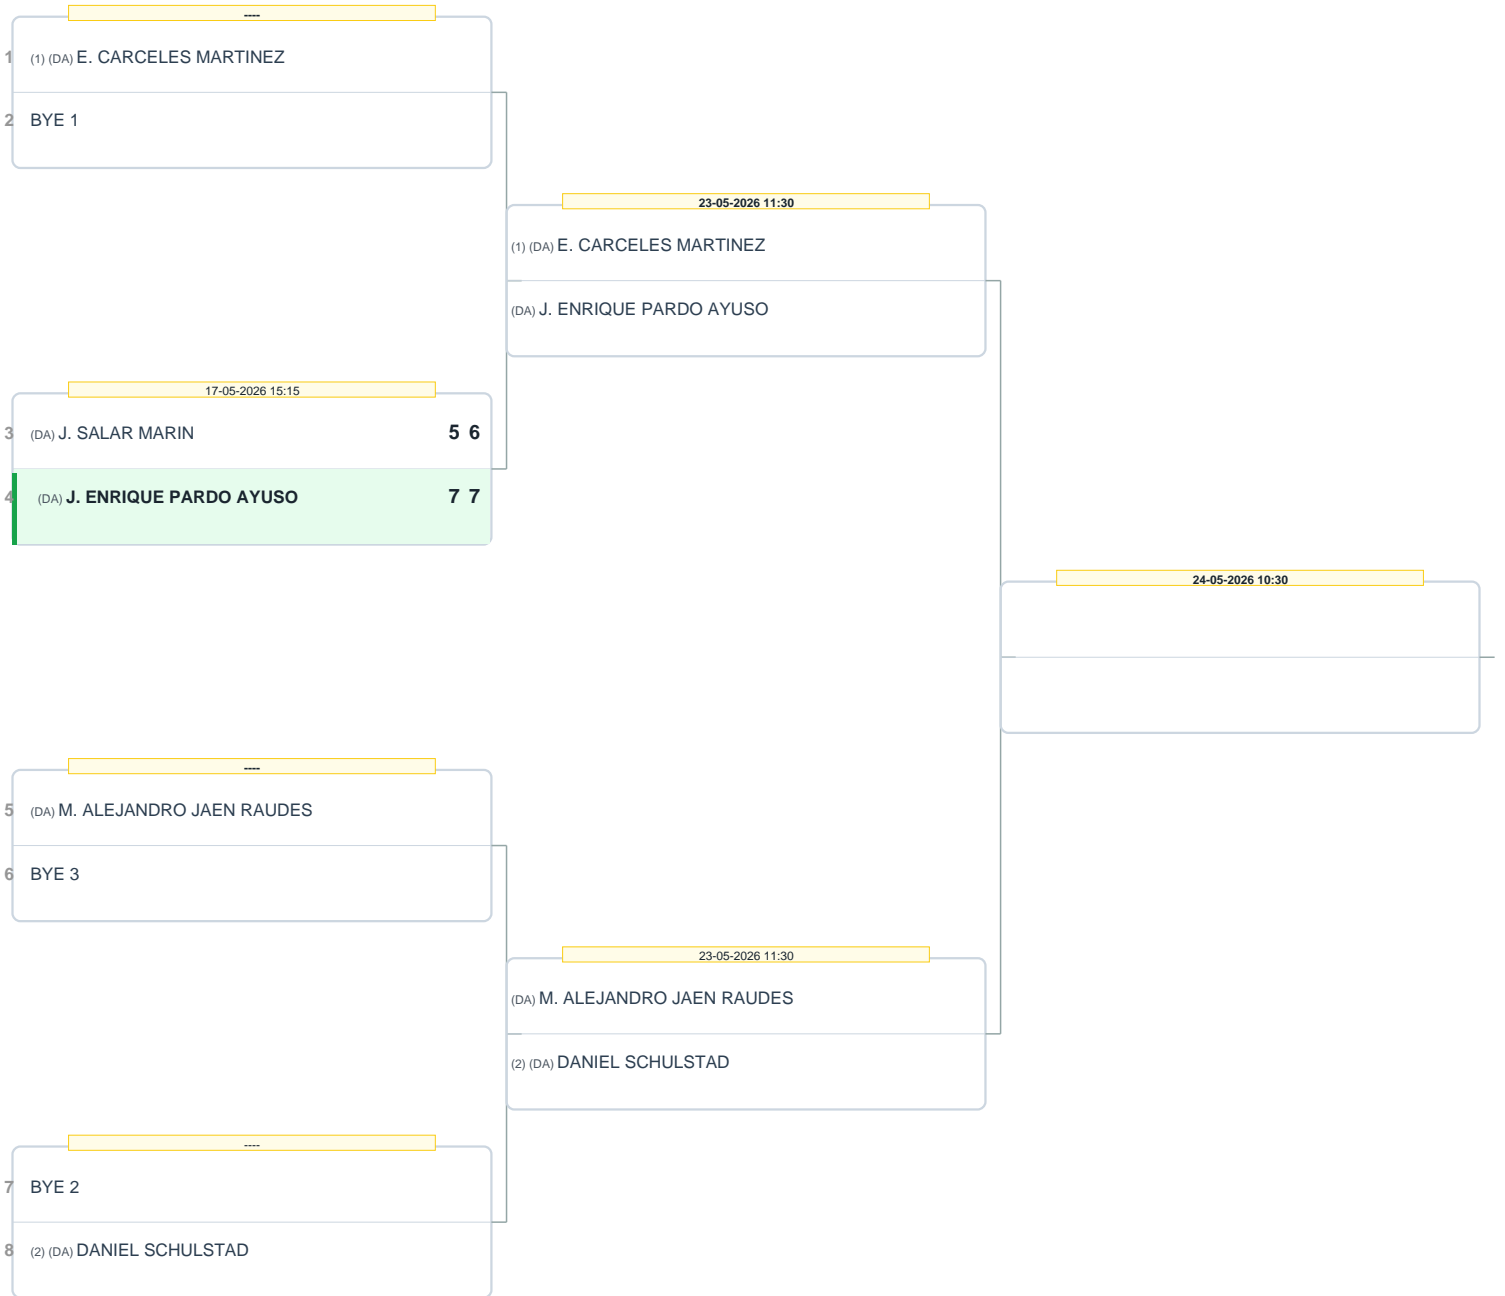 ----
1 (1) (DA) E. CARCELES MARTINEZ
2 BYE 1
23-05-2026 11:30
(1) (DA) E. CARCELES MARTINEZ
(DA) J. ENRIQUE PARDO AYUSO
17-05-2026 15:15
3 (DA) J. SALAR MARIN 5 6
4 (DA) J. ENRIQUE PARDO AYUSO 7 7
24-05-2026 10:30
----
5 (DA) M. ALEJANDRO JAEN RAUDES
6 BYE 3
23-05-2026 11:30
(DA) M. ALEJANDRO JAEN RAUDES
(2) (DA) DANIEL SCHULSTAD
----
7 BYE 2
8 (2) (DA) DANIEL SCHULSTAD